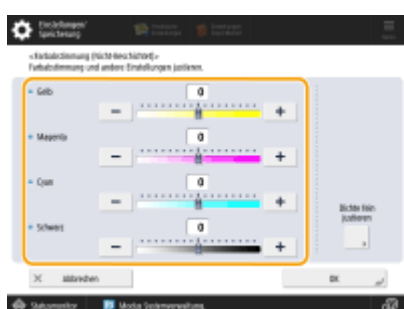 Einstellungen/
Speicherung
<Farbabstimmung (Nicht-Beschichtet)>
Farbabstimmung und andere Einstellungen justieren.
Gelb
0
− +
Magenta
0
− +
Cyan
0
− +
Schwarz
0
− +
Dichte fein
justieren
Abbrechen
OK
Statusmonitor
Modus Systemverwaltung.